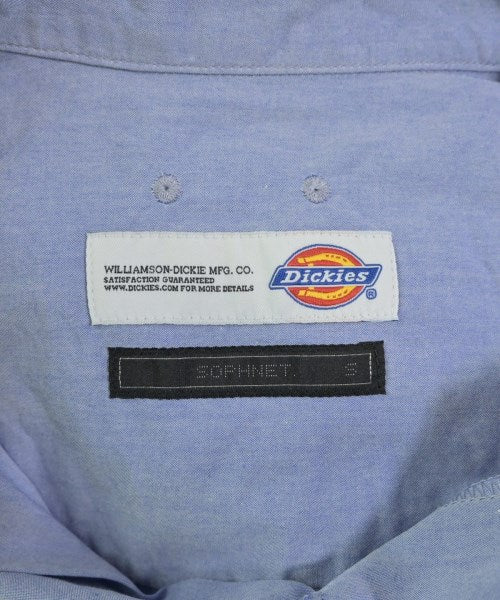 WILLIAMSON-DICKIE MFG. CO.
SATISFACTION GUARANTEED
WWW.DICKIES.COM FOR MORE DETAILS
Dickies
®
SOPHNET. S